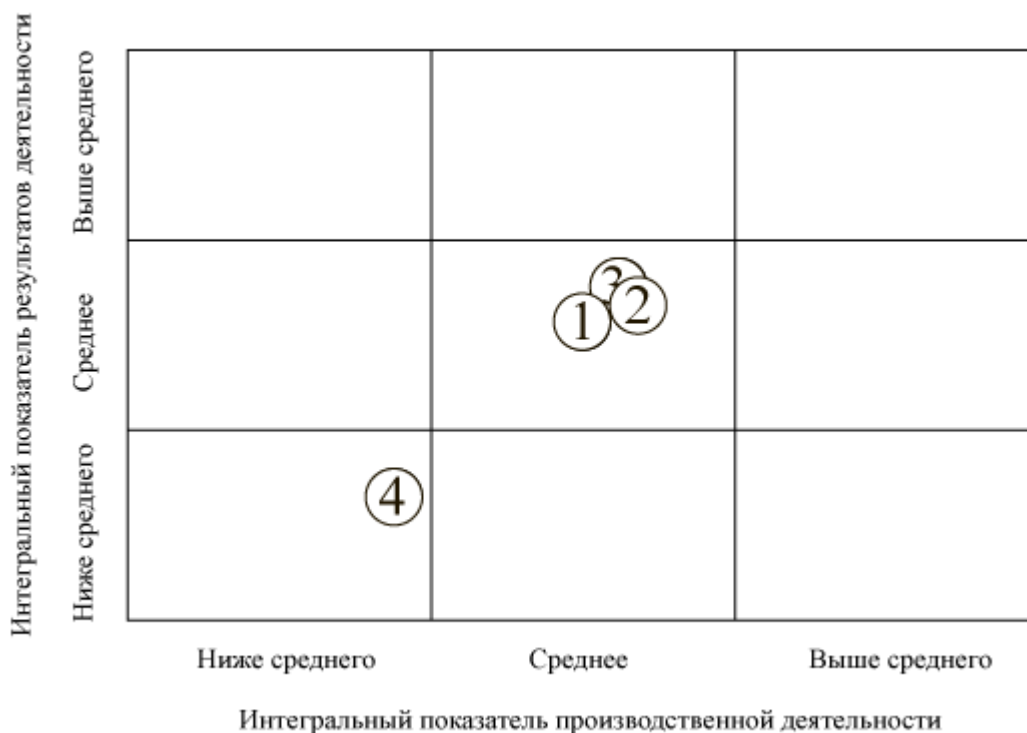 Интегральный показатель результатов деятельности
Выше среднего
Среднее
Ниже среднего
3
2
1
4
Ниже среднего
Среднее
Выше среднего
Интегральный показатель производственной деятельности